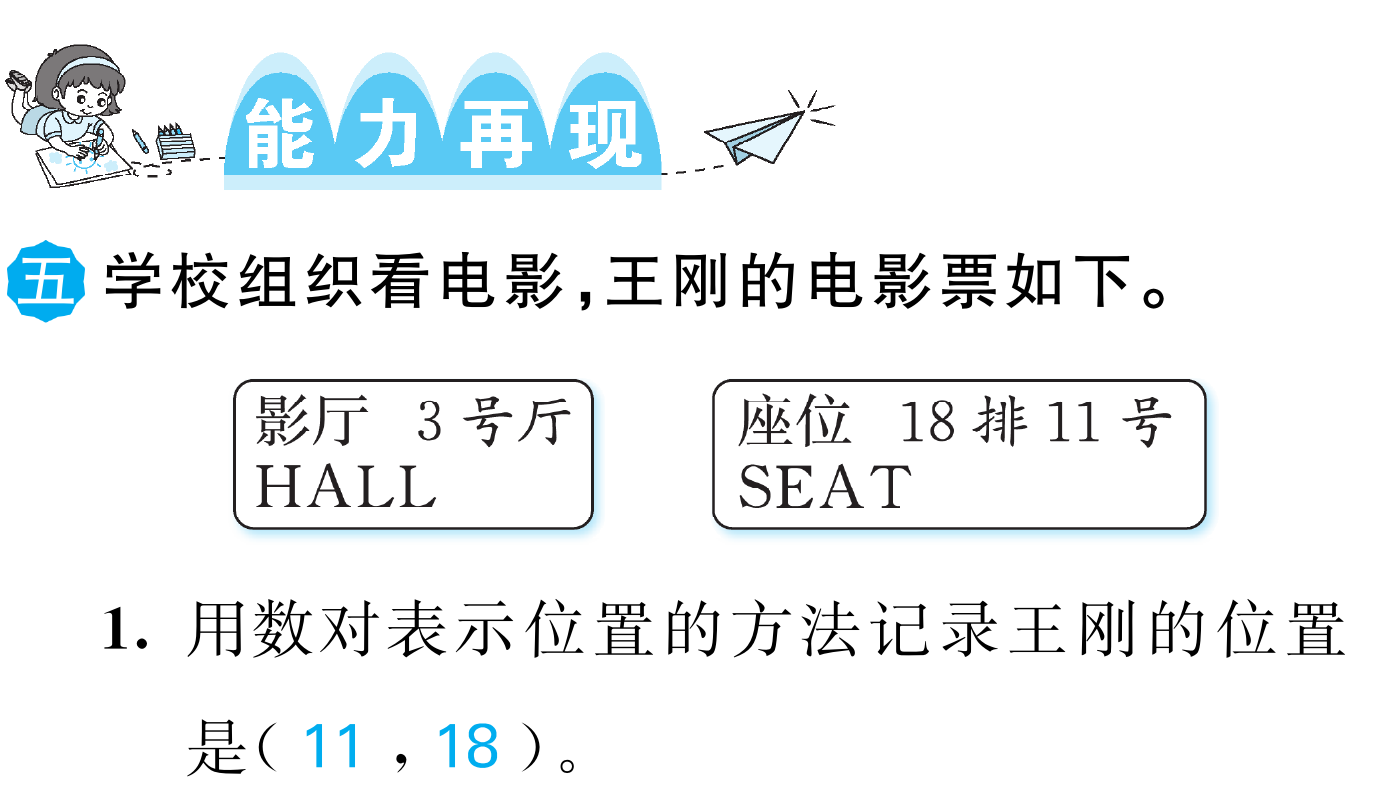 能力再现
五 学校组织看电影,王刚的电影票如下。
影厅 3号厅
HALL
座位 18排11号
SEAT
1. 用数对表示位置的方法记录王刚的位置
是( 11 , 18 )。